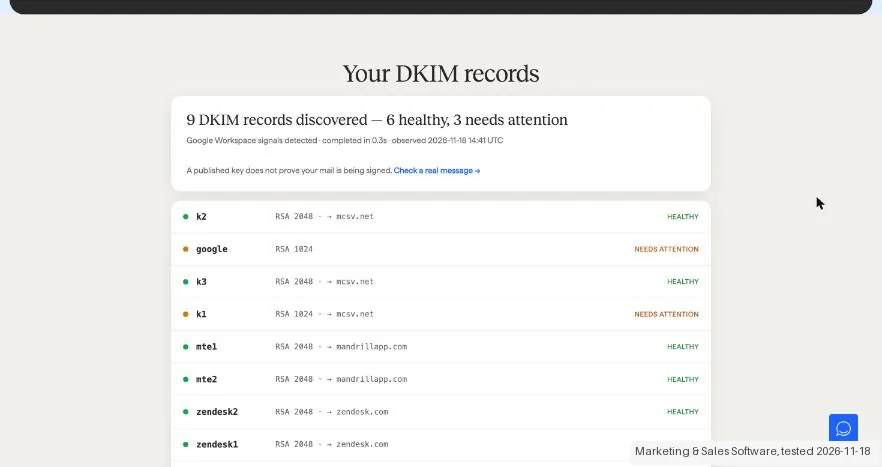 Your DKIM records
9 DKIM records discovered — 6 healthy, 3 needs attention
Google Workspace signals detected · completed in 0.3s · observed 2026-11-18 14:41 UTC
A published key does not prove your mail is being signed. Check a real message →
k2 RSA 2048 · → mcsv.net HEALTHY
google RSA 1024 NEEDS ATTENTION
k3 RSA 2048 · → mcsv.net HEALTHY
k1 RSA 1024 · → mcsv.net NEEDS ATTENTION
mte1 RSA 2048 · → mandrillapp.com HEALTHY
mte2 RSA 2048 · → mandrillapp.com HEALTHY
zendesk2 RSA 2048 · → zendesk.com HEALTHY
zendesk1 RSA 2048 · → zendesk.com
Marketing & Sales Software, tested 2026-11-18